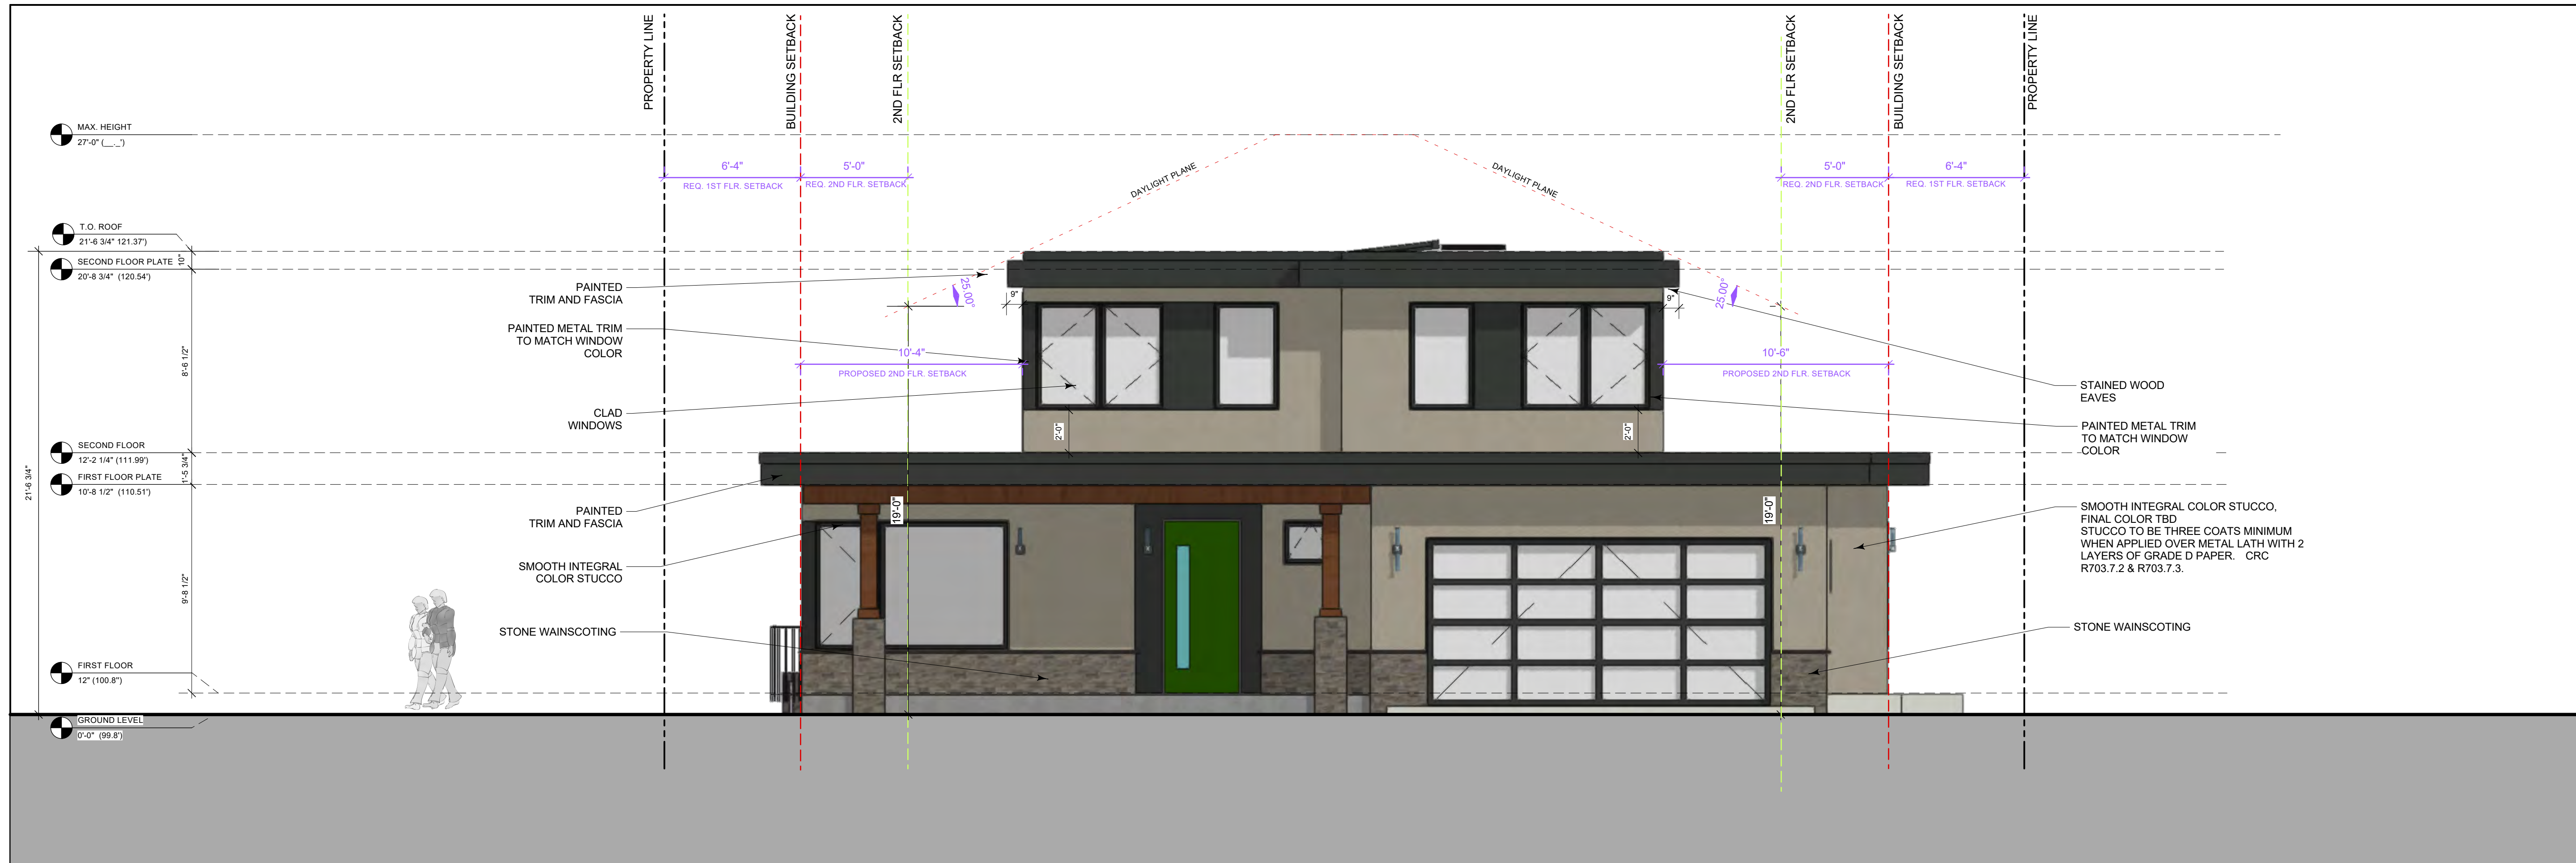 PROPERTY LINE
BUILDING SETBACK
2ND FLR SETBACK
2ND FLR SETBACK
BUILDING SETBACK
PROPERTY LINE
MAX. HEIGHT
27'-0" (__._')
6'-4"
REQ. 1ST FLR. SETBACK
5'-0"
REQ. 2ND FLR. SETBACK
DAYLIGHT PLANE
DAYLIGHT PLANE
5'-0"
REQ. 2ND FLR. SETBACK
6'-4"
REQ. 1ST FLR. SETBACK
T.O. ROOF
21'-6 3/4" 121.37')
10"
SECOND FLOOR PLATE
20'-8 3/4" (120.54')
8'-6 1/2"
SECOND FLOOR
12'-2 1/4" (111.99')
1'-5 3/4"
FIRST FLOOR PLATE
10'-8 1/2" (110.51')
21'-6 3/4"
9'-8 1/2"
FIRST FLOOR
12" (100.8")
GROUND LEVEL
0'-0" (99.8')
PAINTED
TRIM AND FASCIA
PAINTED METAL TRIM
TO MATCH WINDOW
COLOR
CLAD
WINDOWS
PAINTED
TRIM AND FASCIA
SMOOTH INTEGRAL
COLOR STUCCO
STONE WAINSCOTING
25.00°
9"
9"
25.00°
10'-4"
PROPOSED 2ND FLR. SETBACK
10'-6"
PROPOSED 2ND FLR. SETBACK
2'-0"
2'-0"
19'-0"
19'-0"
STAINED WOOD
EAVES
PAINTED METAL TRIM
TO MATCH WINDOW
COLOR
SMOOTH INTEGRAL COLOR STUCCO,
FINAL COLOR TBD
STUCCO TO BE THREE COATS MINIMUM
WHEN APPLIED OVER METAL LATH WITH 2
LAYERS OF GRADE D PAPER. CRC
R703.7.2 & R703.7.3.
STONE WAINSCOTING